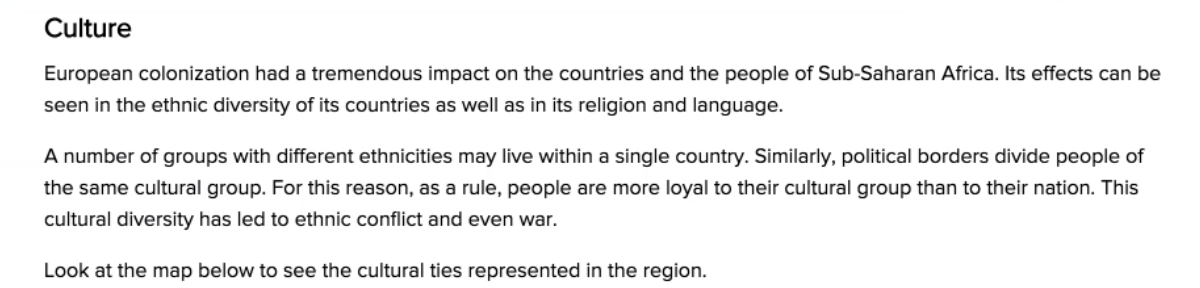 Culture
European colonization had a tremendous impact on the countries and the people of Sub-Saharan Africa. Its effects can be
seen in the ethnic diversity of its countries as well as in its religion and language.
A number of groups with different ethnicities may live within a single country. Similarly, political borders divide people of
the same cultural group. For this reason, as a rule, people are more loyal to their cultural group than to their nation. This
cultural diversity has led to ethnic conflict and even war.
Look at the map below to see the cultural ties represented in the region.